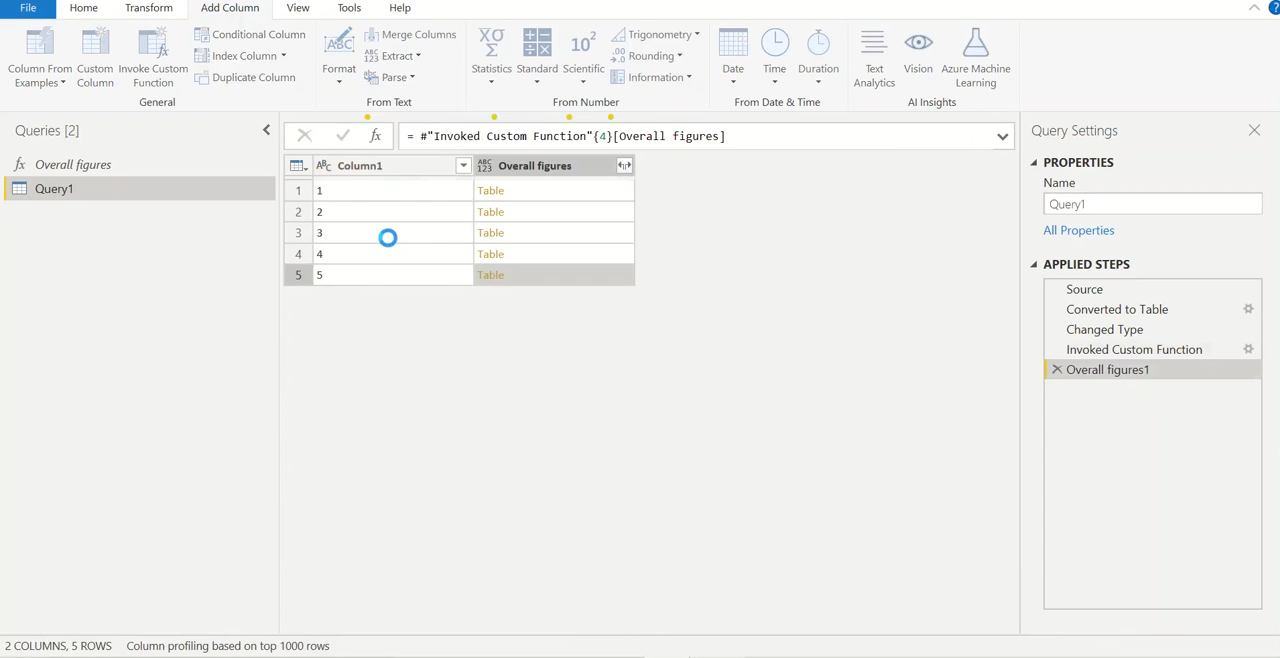 File Home Transform Add Column View Tools Help
Column From Examples
Custom Column
Invoke Custom Function
Conditional Column
Index Column
Duplicate Column
General
Format
Merge Columns
Extract
Parse
From Text
Statistics
Standard
Scientific
Trigonometry
Rounding
Information
From Number
Date
Time
Duration
From Date & Time
Text Analytics
Vision
Azure Machine Learning
AI Insights
Queries [2]
fx Overall figures
Query1
fx = #"Invoked Custom Function"{4}[Overall figures]
Column1 Overall figures
1 1 Table
2 2 Table
3 3 Table
4 4 Table
5 5 Table
Query Settings
PROPERTIES
Name
Query1
All Properties
APPLIED STEPS
Source
Converted to Table
Changed Type
Invoked Custom Function
Overall figures1
2 COLUMNS, 5 ROWS Column profiling based on top 1000 rows